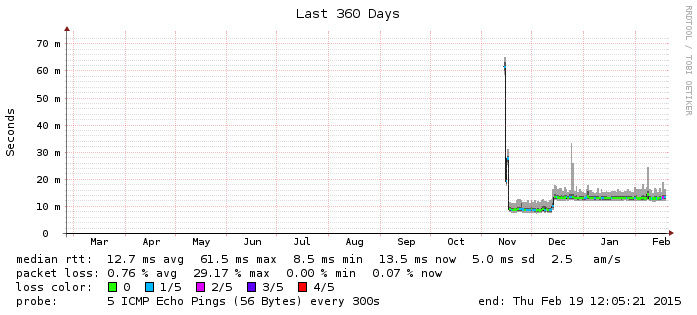 Last 360 Days
RRDTOOL / TOBI OETIKER
Seconds
70 m
60 m
50 m
40 m
30 m
20 m
10 m
0
Mar Apr May Jun Jul Aug Sep Oct Nov Dec Jan Feb
median rtt: 12.7 ms avg 61.5 ms max 8.5 ms min 13.5 ms now 5.0 ms sd 2.5 am/s
packet loss: 0.76 % avg 29.17 % max 0.00 % min 0.07 % now
loss color: 0 1/5 2/5 3/5 4/5
probe: 5 ICMP Echo Pings (56 Bytes) every 300s end: Thu Feb 19 12:05:21 2015